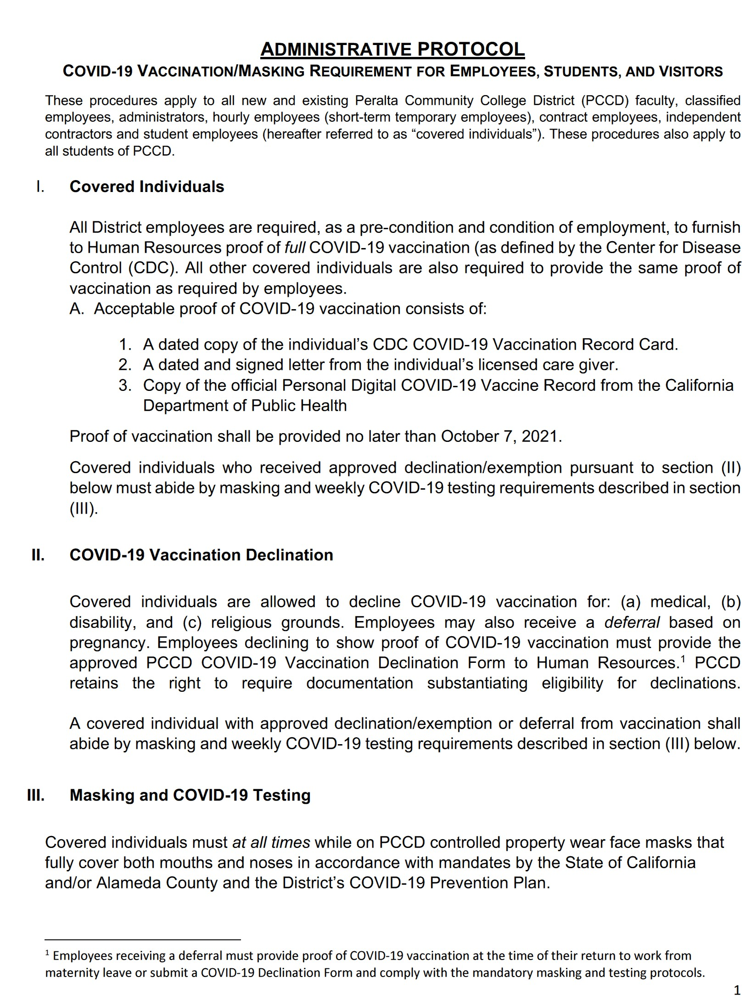 ADMINISTRATIVE PROTOCOL
COVID-19 VACCINATION/MASKING REQUIREMENT FOR EMPLOYEES, STUDENTS, AND VISITORS
These procedures apply to all new and existing Peralta Community College District (PCCD) faculty, classified
employees, administrators, hourly employees (short-term temporary employees), contract employees, independent
contractors and student employees (hereafter referred to as “covered individuals”). These procedures also apply to
all students of PCCD.
I. Covered Individuals
All District employees are required, as a pre-condition and condition of employment, to furnish
to Human Resources proof of full COVID-19 vaccination (as defined by the Center for Disease
Control (CDC). All other covered individuals are also required to provide the same proof of
vaccination as required by employees.
A. Acceptable proof of COVID-19 vaccination consists of:
1. A dated copy of the individual’s CDC COVID-19 Vaccination Record Card.
2. A dated and signed letter from the individual’s licensed care giver.
3. Copy of the official Personal Digital COVID-19 Vaccine Record from the California
Department of Public Health
Proof of vaccination shall be provided no later than October 7, 2021.
Covered individuals who received approved declination/exemption pursuant to section (II)
below must abide by masking and weekly COVID-19 testing requirements described in section
(III).
II. COVID-19 Vaccination Declination
Covered individuals are allowed to decline COVID-19 vaccination for: (a) medical, (b)
disability, and (c) religious grounds. Employees may also receive a deferral based on
pregnancy. Employees declining to show proof of COVID-19 vaccination must provide the
approved PCCD COVID-19 Vaccination Declination Form to Human Resources.¹ PCCD
retains the right to require documentation substantiating eligibility for declinations.
A covered individual with approved declination/exemption or deferral from vaccination shall
abide by masking and weekly COVID-19 testing requirements described in section (III) below.
III. Masking and COVID-19 Testing
Covered individuals must at all times while on PCCD controlled property wear face masks that
fully cover both mouths and noses in accordance with mandates by the State of California
and/or Alameda County and the District’s COVID-19 Prevention Plan.
¹ Employees receiving a deferral must provide proof of COVID-19 vaccination at the time of their return to work from
maternity leave or submit a COVID-19 Declination Form and comply with the mandatory masking and testing protocols.
1